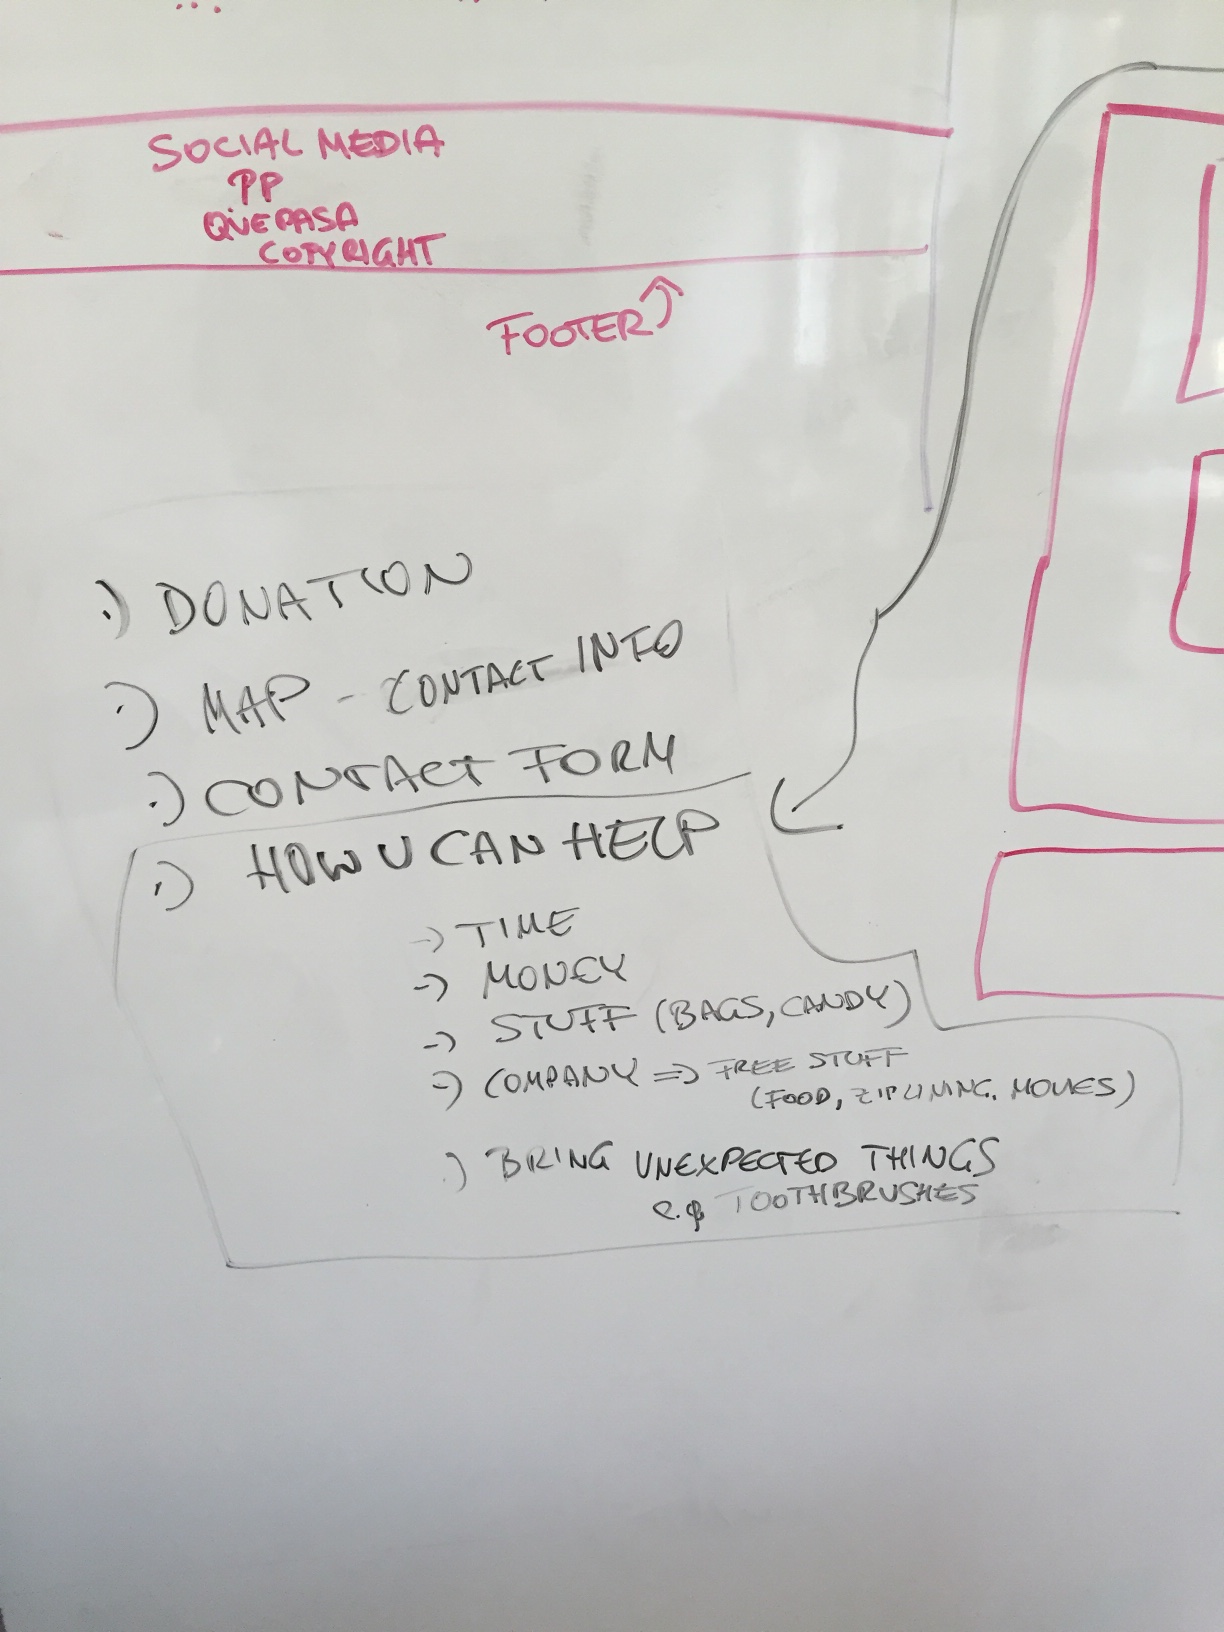 ...
SOCIAL MEDIA
PP
QUEPASA
COPYRIGHT
FOOTER
·) DONATION
·) MAP - CONTACT INFO
·) CONTACT FORM
·) HOW U CAN HELP
-> TIME
-> MONEY
-> STUFF (BAGS, CANDY)
-> COMPANY => FREE STUFF
(FOOD, ZIPLINING, MOVIES)
·) BRING UNEXPECTED THINGS
e.g TOOTHBRUSHES